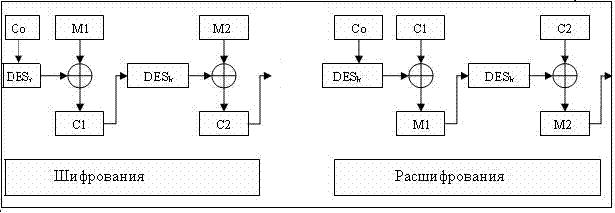 Co M1 M2 Co C1 C2
DESk DESk DESk DESk
C1 C2 M1 M2
Шифрования Расшифрования